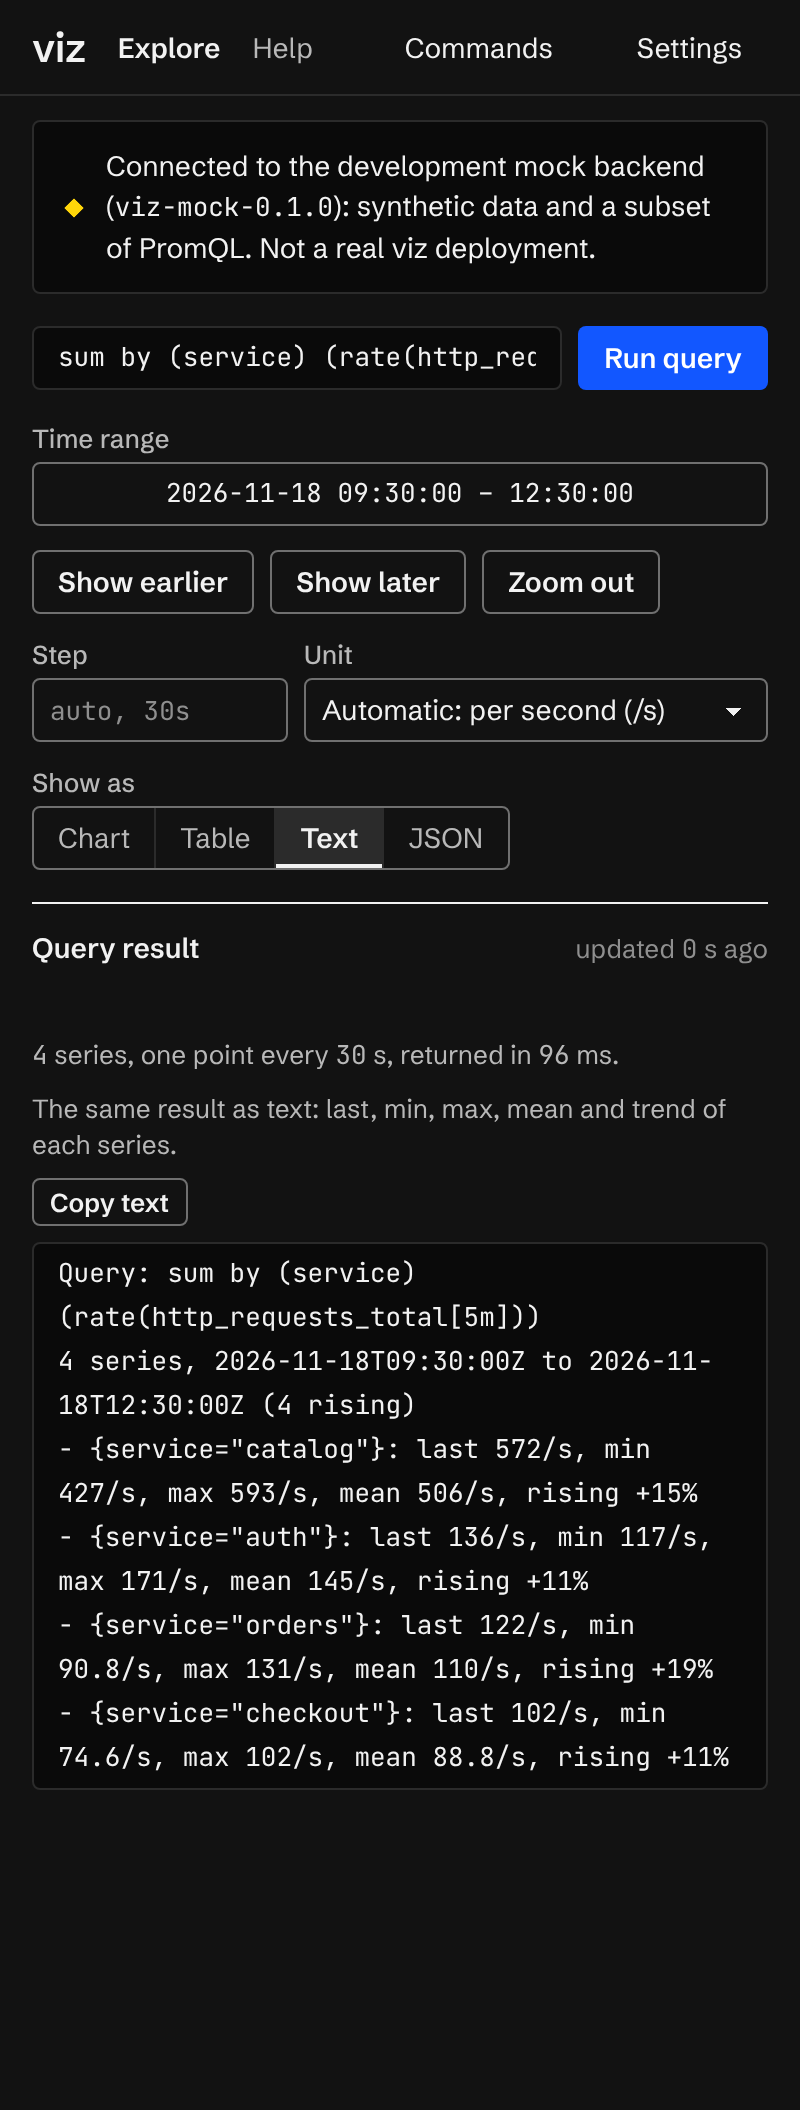 viz Explore Help Commands Settings
Connected to the development mock backend
(viz-mock-0.1.0): synthetic data and a subset
of PromQL. Not a real viz deployment.
sum by (service) (rate(http_req
Run query
Time range
2026-11-18 09:30:00 – 12:30:00
Show earlier Show later Zoom out
Step Unit
auto, 30s Automatic: per second (/s)
Show as
Chart Table Text JSON
Query result updated 0 s ago
4 series, one point every 30 s, returned in 96 ms.
The same result as text: last, min, max, mean and trend of
each series.
Copy text
Query: sum by (service)
(rate(http_requests_total[5m]))
4 series, 2026-11-18T09:30:00Z to 2026-11-
18T12:30:00Z (4 rising)
- {service="catalog"}: last 572/s, min
427/s, max 593/s, mean 506/s, rising +15%
- {service="auth"}: last 136/s, min 117/s,
max 171/s, mean 145/s, rising +11%
- {service="orders"}: last 122/s, min
90.8/s, max 131/s, mean 110/s, rising +19%
- {service="checkout"}: last 102/s, min
74.6/s, max 102/s, mean 88.8/s, rising +11%